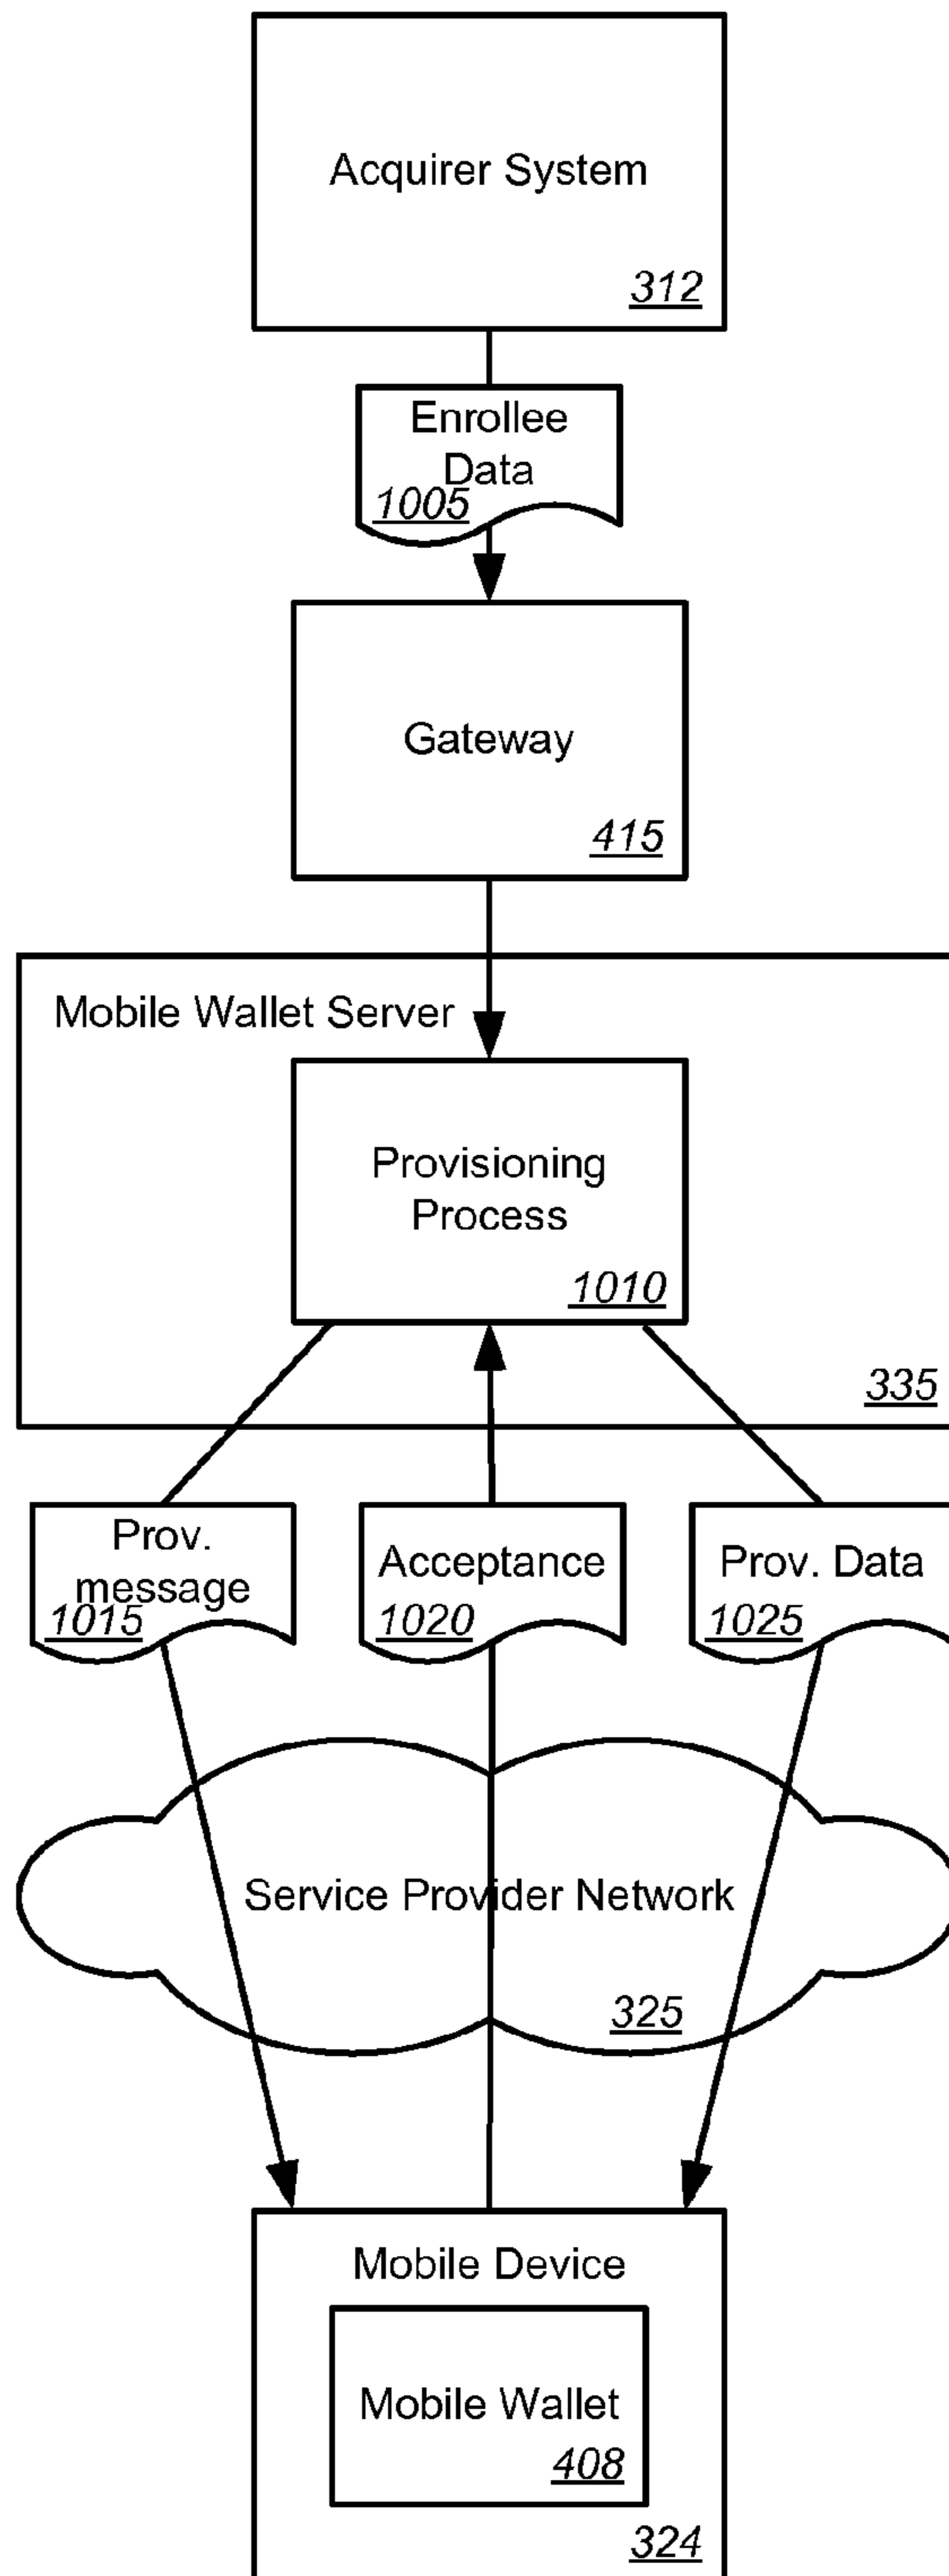 Acquirer System
312
Enrollee
Data
1005
Gateway
415
Mobile Wallet Server
Provisioning
Process
1010
335
Prov.
message
1015
Acceptance
1020
Prov. Data
1025
Service Provider Network
325
Mobile Device
Mobile Wallet
408
324